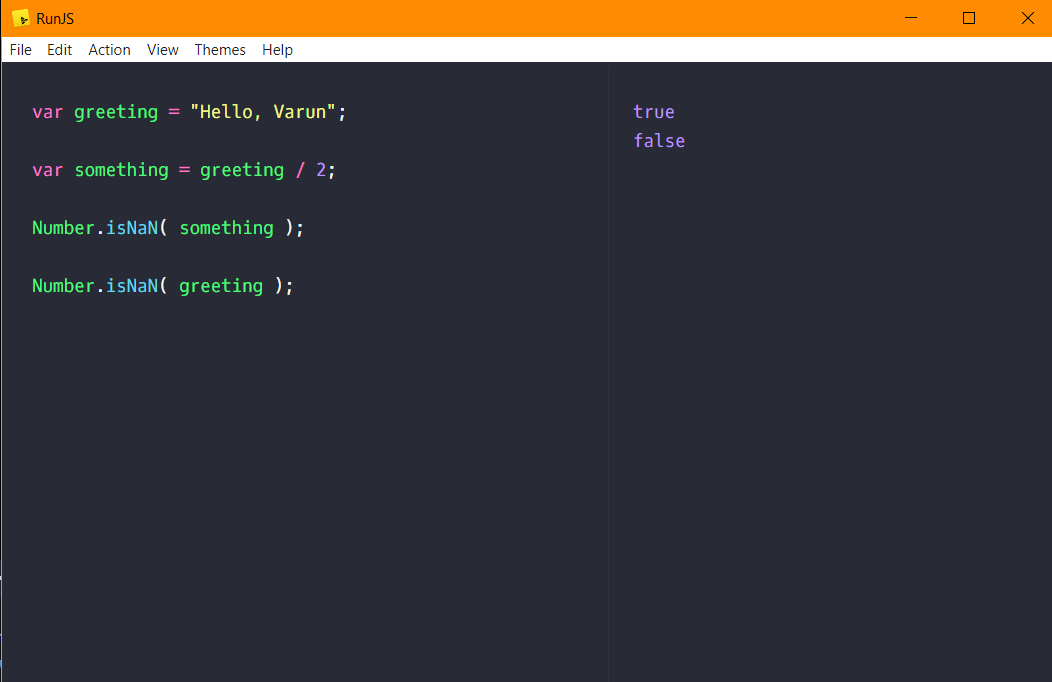 RunJS
File Edit Action View Themes Help
var greeting = "Hello, Varun";
var something = greeting / 2;
Number.isNaN( something );
Number.isNaN( greeting );
true
false